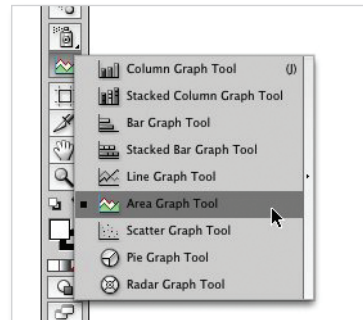 Column Graph Tool (J)
Stacked Column Graph Tool
Bar Graph Tool
Stacked Bar Graph Tool
Line Graph Tool
Area Graph Tool
Scatter Graph Tool
Pie Graph Tool
Radar Graph Tool